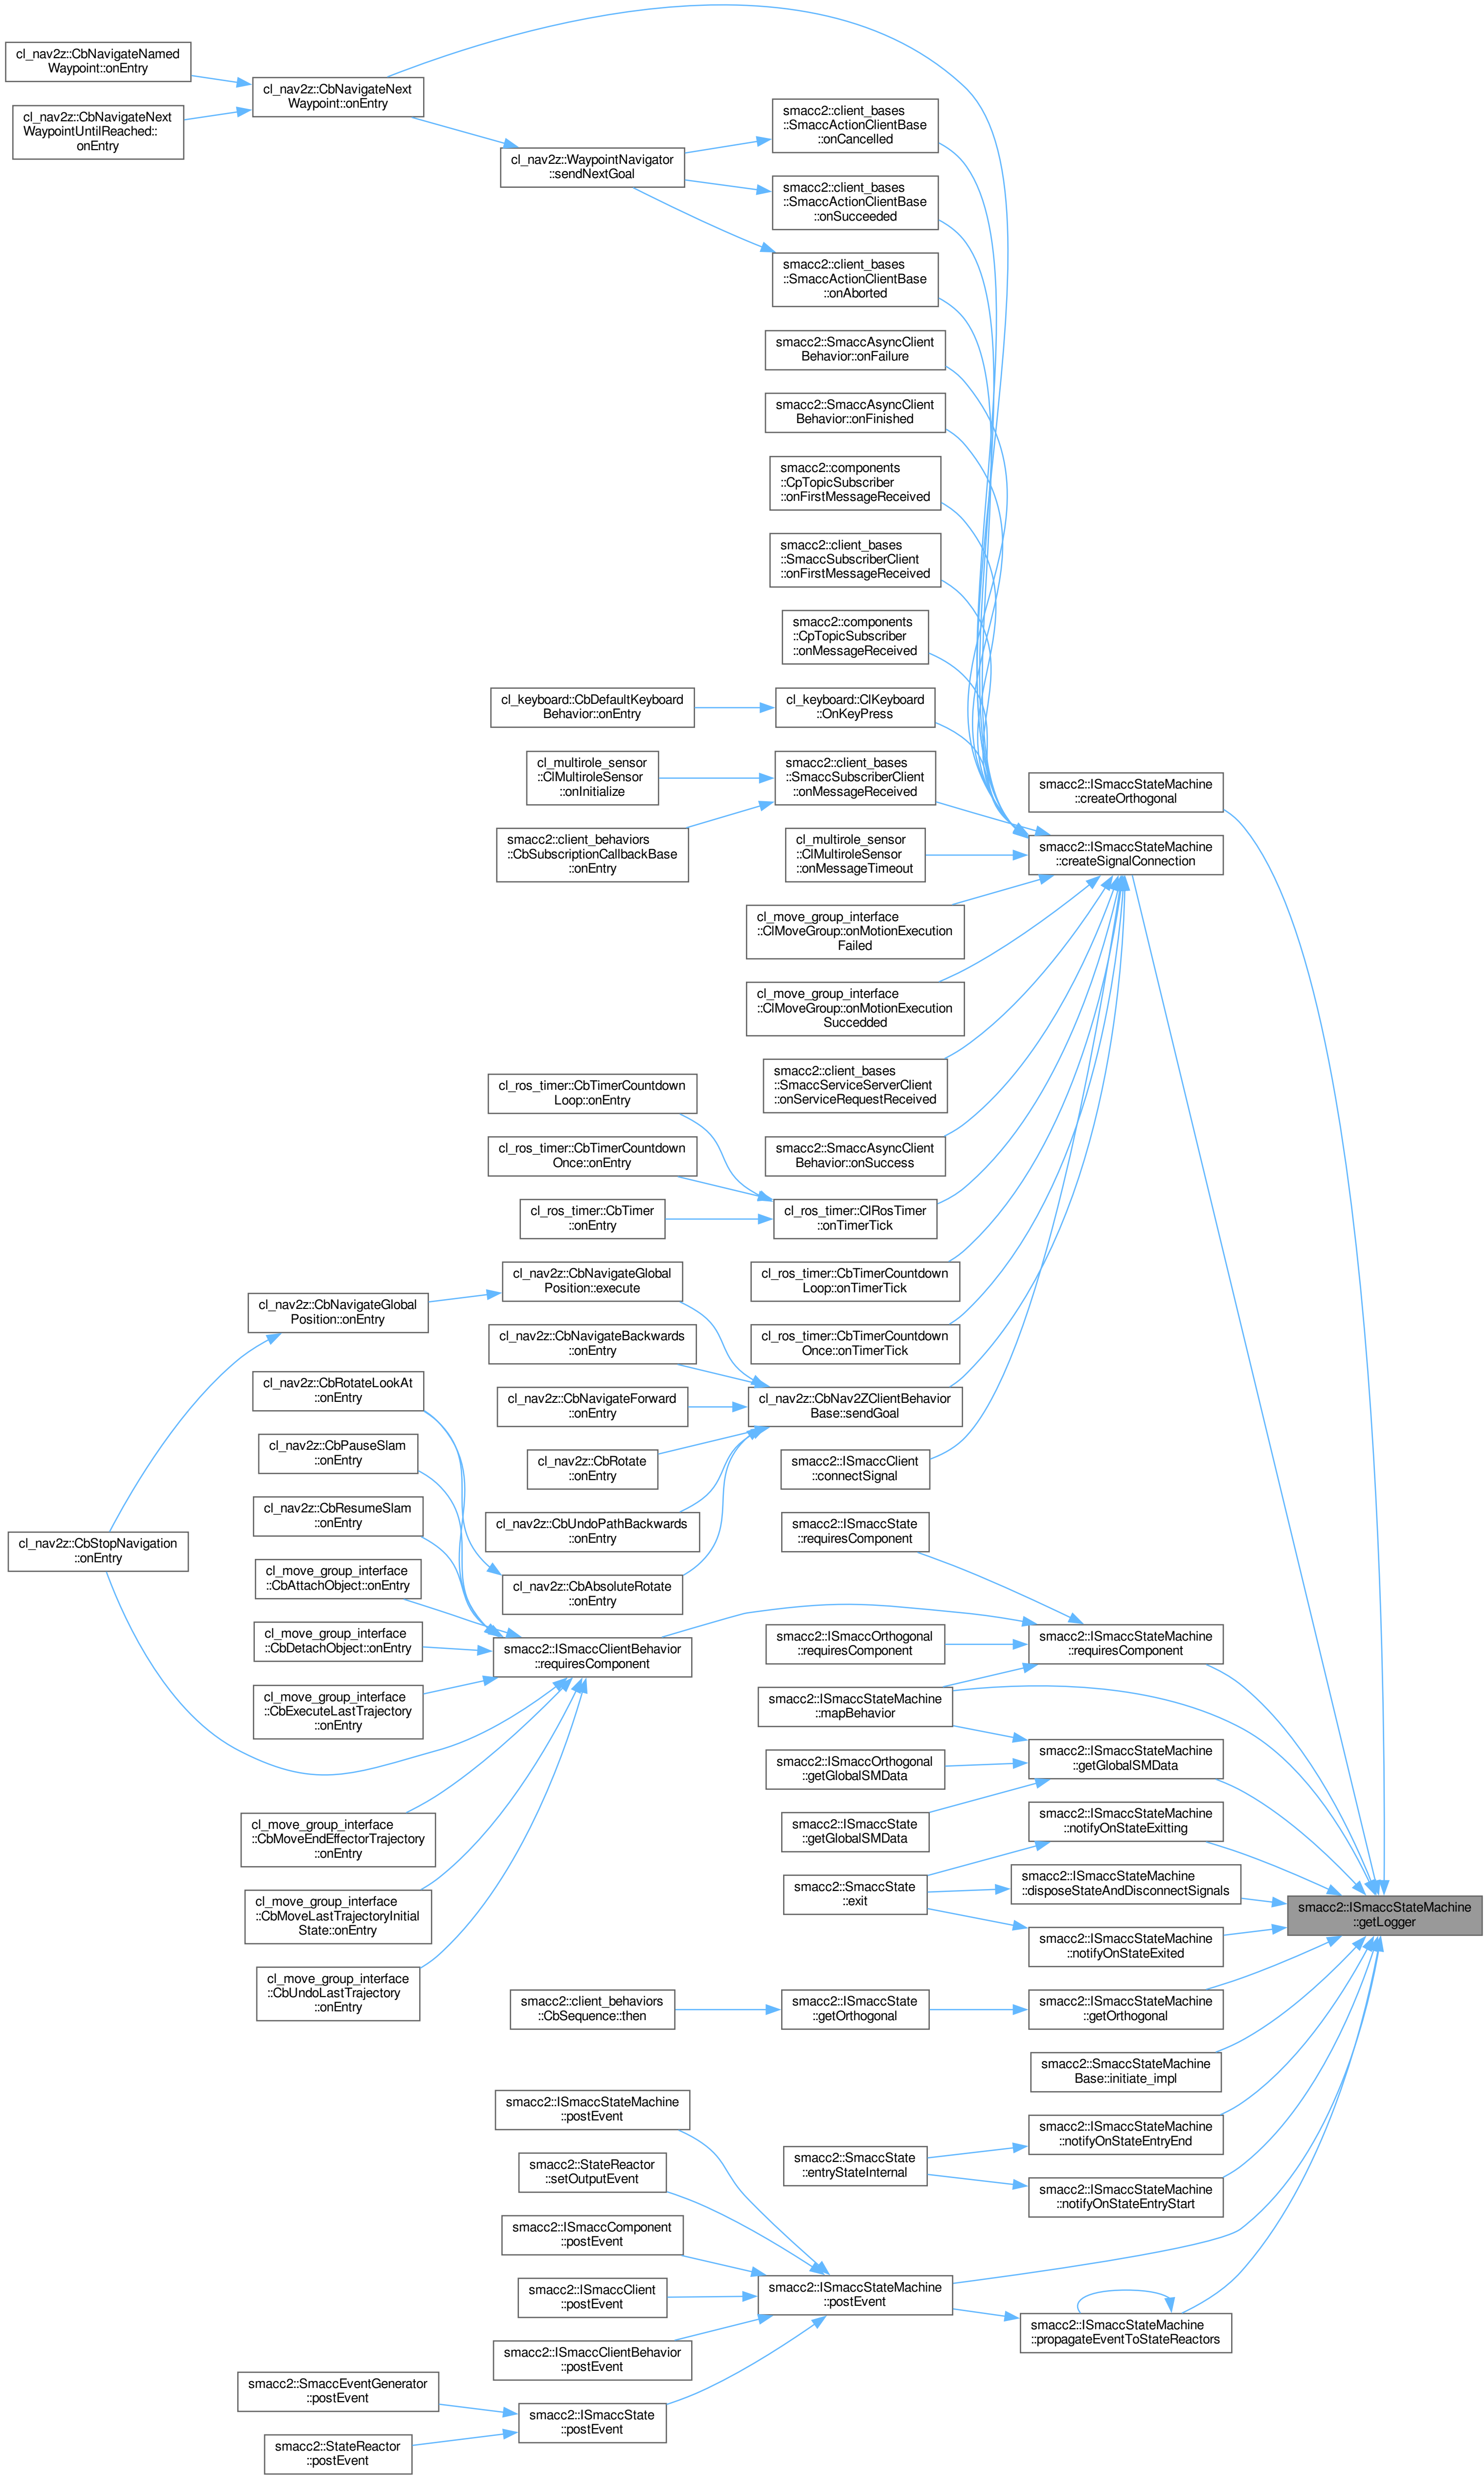 cl_nav2z::CbNavigateNamed
Waypoint::onEntry
cl_nav2z::CbNavigateNext
WaypointUntilReached::
onEntry
cl_nav2z::CbNavigateNext
Waypoint::onEntry
cl_nav2z::WaypointNavigator
::sendNextGoal
smacc2::client_bases
::SmaccActionClientBase
::onCancelled
smacc2::client_bases
::SmaccActionClientBase
::onSucceeded
smacc2::client_bases
::SmaccActionClientBase
::onAborted
smacc2::SmaccAsyncClient
Behavior::onFailure
smacc2::SmaccAsyncClient
Behavior::onFinished
smacc2::components
::CpTopicSubscriber
::onFirstMessageReceived
smacc2::client_bases
::SmaccSubscriberClient
::onFirstMessageReceived
smacc2::components
::CpTopicSubscriber
::onMessageReceived
cl_keyboard::CbDefaultKeyboard
Behavior::onEntry
cl_keyboard::ClKeyboard
::OnKeyPress
cl_multirole_sensor
::ClMultiroleSensor
::onInitialize
smacc2::client_bases
::SmaccSubscriberClient
::onMessageReceived
smacc2::ISmaccStateMachine
::createOrthogonal
smacc2::client_behaviors
::CbSubscriptionCallbackBase
::onEntry
cl_multirole_sensor
::ClMultiroleSensor
::onMessageTimeout
smacc2::ISmaccStateMachine
::createSignalConnection
cl_move_group_interface
::ClMoveGroup::onMotionExecution
Failed
cl_move_group_interface
::ClMoveGroup::onMotionExecution
Succedded
smacc2::client_bases
::SmaccServiceServerClient
::onServiceRequestReceived
cl_ros_timer::CbTimerCountdown
Loop::onEntry
cl_ros_timer::CbTimerCountdown
Once::onEntry
smacc2::SmaccAsyncClient
Behavior::onSuccess
cl_ros_timer::CbTimer
::onEntry
cl_ros_timer::ClRosTimer
::onTimerTick
cl_nav2z::CbNavigateGlobal
Position::execute
cl_ros_timer::CbTimerCountdown
Loop::onTimerTick
cl_nav2z::CbNavigateGlobal
Position::onEntry
cl_nav2z::CbNavigateBackwards
::onEntry
cl_ros_timer::CbTimerCountdown
Once::onTimerTick
cl_nav2z::CbRotateLookAt
::onEntry
cl_nav2z::CbNavigateForward
::onEntry
cl_nav2z::CbNav2ZClientBehavior
Base::sendGoal
cl_nav2z::CbPauseSlam
::onEntry
cl_nav2z::CbRotate
::onEntry
smacc2::ISmaccClient
::connectSignal
cl_nav2z::CbResumeSlam
::onEntry
cl_nav2z::CbUndoPathBackwards
::onEntry
smacc2::ISmaccState
::requiresComponent
cl_nav2z::CbStopNavigation
::onEntry
cl_move_group_interface
::CbAttachObject::onEntry
cl_nav2z::CbAbsoluteRotate
::onEntry
cl_move_group_interface
::CbDetachObject::onEntry
smacc2::ISmaccClientBehavior
::requiresComponent
smacc2::ISmaccOrthogonal
::requiresComponent
smacc2::ISmaccStateMachine
::requiresComponent
cl_move_group_interface
::CbExecuteLastTrajectory
::onEntry
smacc2::ISmaccStateMachine
::mapBehavior
smacc2::ISmaccOrthogonal
::getGlobalSMData
smacc2::ISmaccStateMachine
::getGlobalSMData
cl_move_group_interface
::CbMoveEndEffectorTrajectory
::onEntry
smacc2::ISmaccState
::getGlobalSMData
smacc2::ISmaccStateMachine
::notifyOnStateExitting
cl_move_group_interface
::CbMoveLastTrajectoryInitial
State::onEntry
smacc2::SmaccState
::exit
smacc2::ISmaccStateMachine
::disposeStateAndDisconnectSignals
smacc2::ISmaccStateMachine
::getLogger
smacc2::ISmaccStateMachine
::notifyOnStateExited
cl_move_group_interface
::CbUndoLastTrajectory
::onEntry
smacc2::client_behaviors
::CbSequence::then
smacc2::ISmaccState
::getOrthogonal
smacc2::ISmaccStateMachine
::getOrthogonal
smacc2::SmaccStateMachine
Base::initiate_impl
smacc2::ISmaccStateMachine
::postEvent
smacc2::ISmaccStateMachine
::notifyOnStateEntryEnd
smacc2::StateReactor
::setOutputEvent
smacc2::SmaccState
::entryStateInternal
smacc2::ISmaccStateMachine
::notifyOnStateEntryStart
smacc2::ISmaccComponent
::postEvent
smacc2::ISmaccClient
::postEvent
smacc2::ISmaccStateMachine
::postEvent
smacc2::ISmaccStateMachine
::propagateEventToStateReactors
smacc2::ISmaccClientBehavior
::postEvent
smacc2::SmaccEventGenerator
::postEvent
smacc2::ISmaccState
::postEvent
smacc2::StateReactor
::postEvent